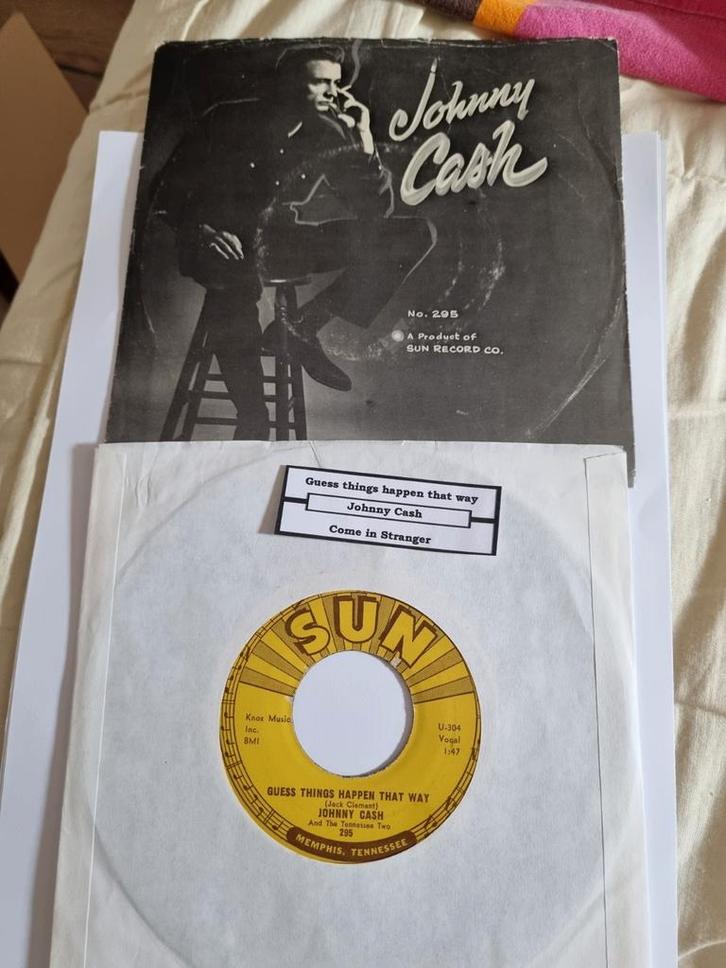 Johnny
Cash
No. 295
A Product of
SUN RECORD CO.
Guess things happen that way
Johnny Cash
Come in Stranger
SUN
Knox Music
Inc.
BMI
U-304
Vocal
1:47
GUESS THINGS HAPPEN THAT WAY
(Jack Clement)
JOHNNY CASH
And The Tennessee Two
295
MEMPHIS, TENNESSEE